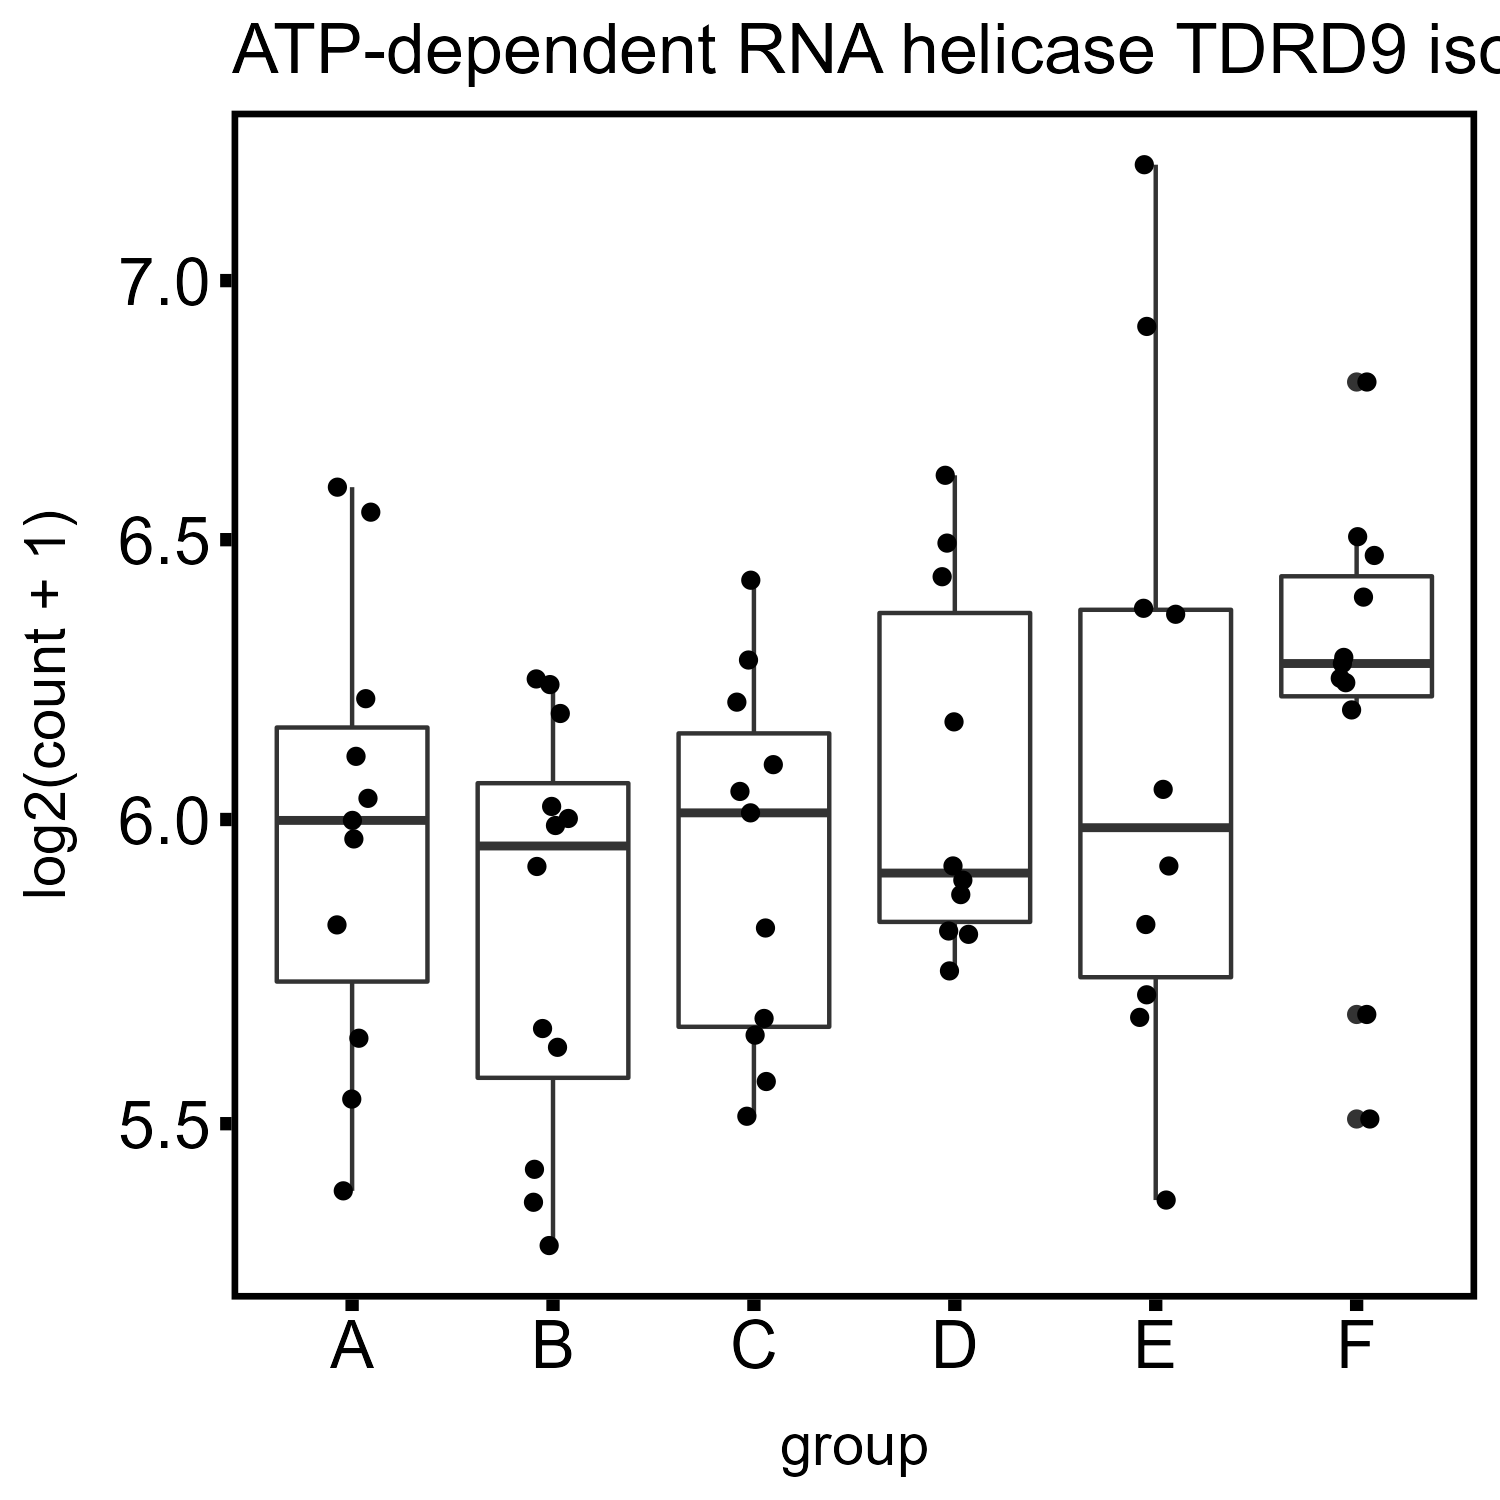 ATP-dependent RNA helicase TDRD9 iso
7.0
6.5
6.0
5.5
log2(count + 1)
A B C D E F
group